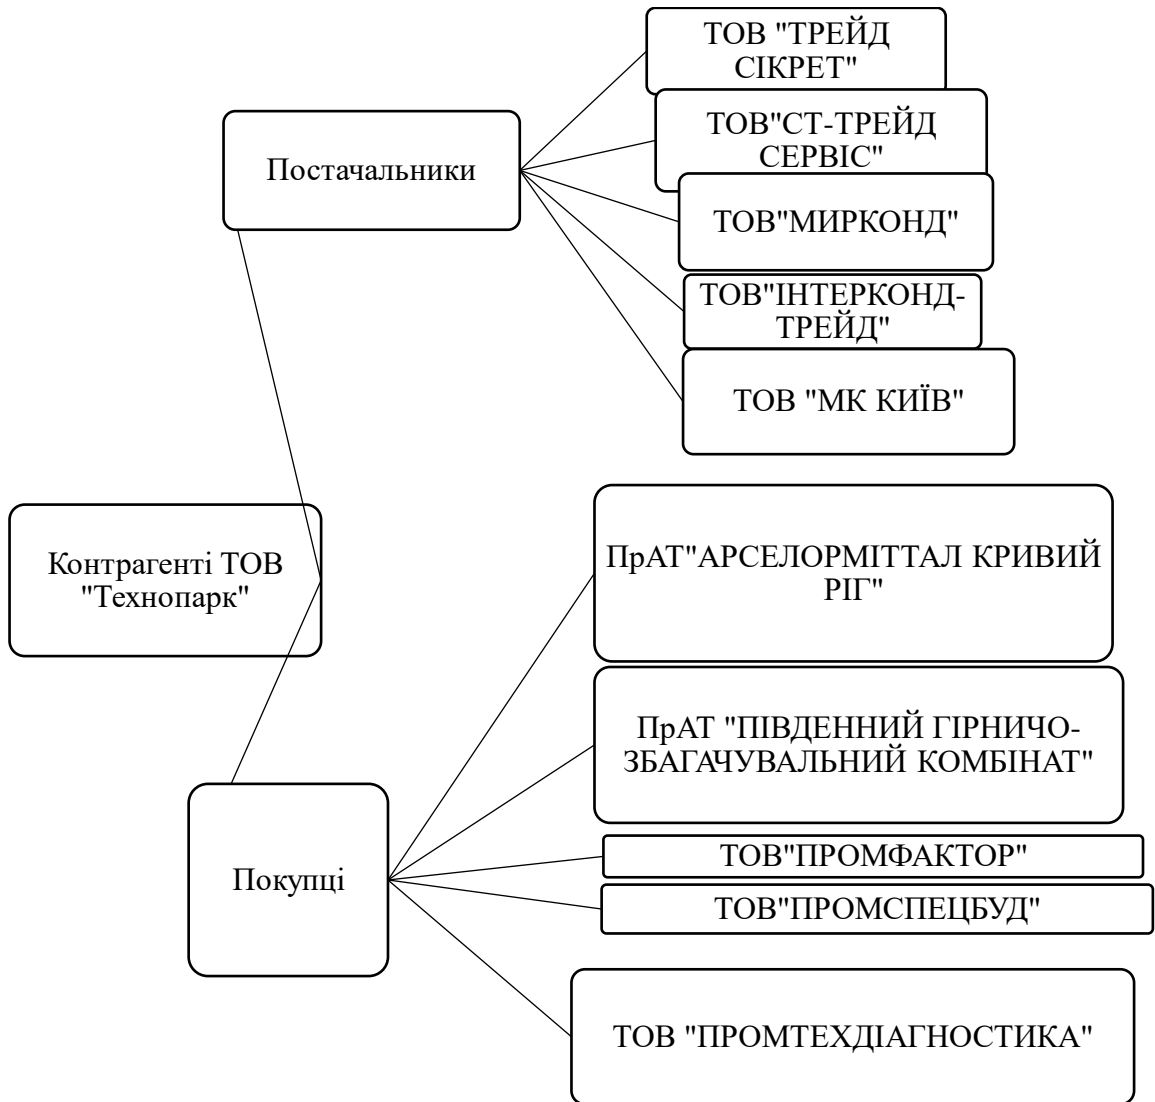 ТОВ "ТРЕЙД
СІКРЕТ"
ТОВ"СТ-ТРЕЙД
СЕРВІС"
Постачальники
ТОВ"МИРКОНД"
ТОВ"ІНТЕРКОНД-
ТРЕЙД"
ТОВ "МК КИЇВ"
Контрагенті ТОВ
"Технопарк"
ПрАТ"АРСЕЛОРМІТТАЛ КРИВИЙ
РІГ"
ПрАТ "ПІВДЕННИЙ ГІРНИЧО-
ЗБАГАЧУВАЛЬНИЙ КОМБІНАТ"
ТОВ"ПРОМФАКТОР"
Покупці
ТОВ"ПРОМСПЕЦБУД"
ТОВ "ПРОМТЕХДІАГНОСТИКА"